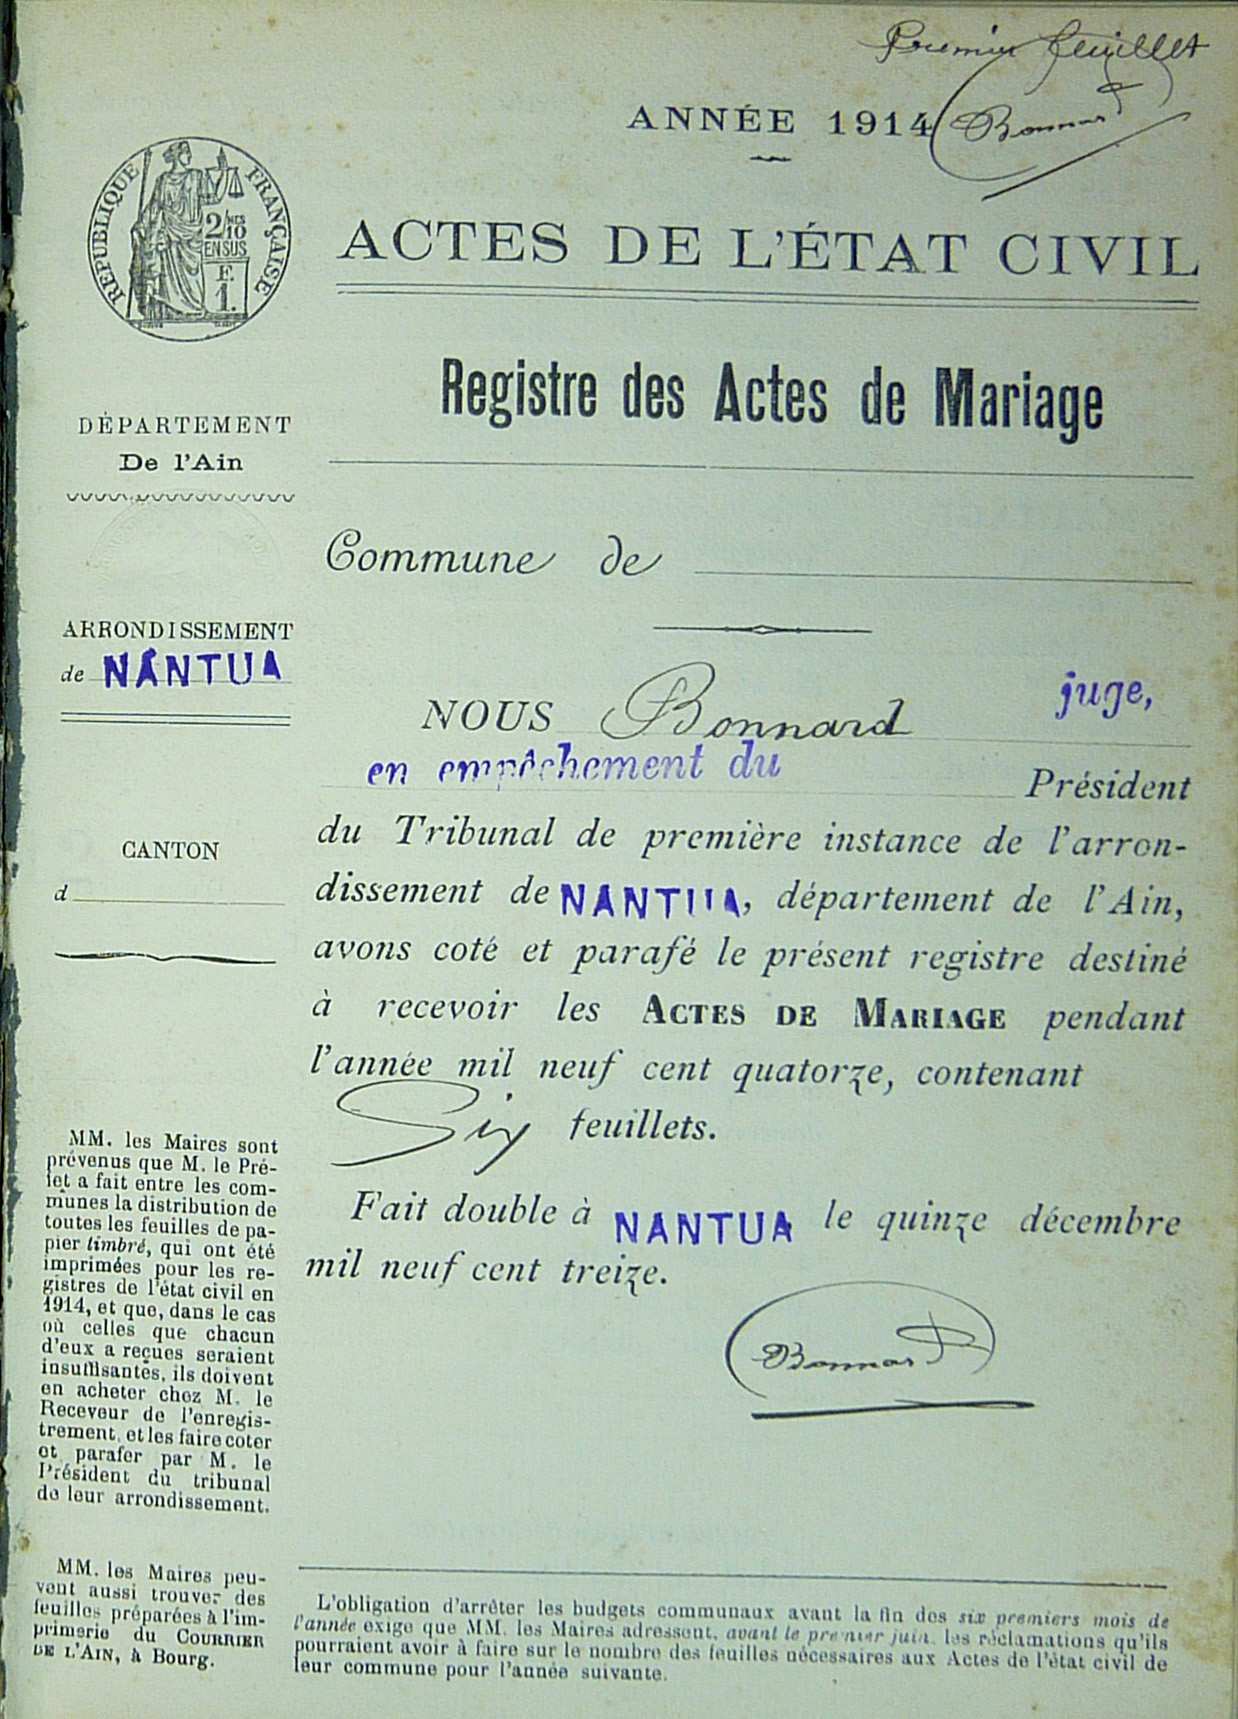 Premier feuillet
Bonnard
ANNÉE 1914
RÉPUBLIQUE FRANÇAISE
2/MES
10
EN SUS
F.
1.
ACTES DE L'ÉTAT CIVIL
Registre des Actes de Mariage
DÉPARTEMENT
De l'Ain
Commune de
ARRONDISSEMENT
de NANTUA
CANTON
d
NOUS Bonnard juge,
en empêchement du Président
du Tribunal de première instance de l'arron-
dissement de NANTUA, département de l'Ain,
avons coté et parafé le présent registre destiné
à recevoir les ACTES DE MARIAGE pendant
l'année mil neuf cent quatorze, contenant
Six feuillets.
Fait double à NANTUA le quinze décembre
mil neuf cent treize.
Bonnard
MM. les Maires sont
prévenus que M. le Pré-
fet a fait entre les com-
munes la distribution de
toutes les feuilles de pa-
pier timbré, qui ont été
imprimées pour les re-
gistres de l'état civil en
1914, et que, dans le cas
où celles que chacun
d'eux a reçues seraient
insuffisantes, ils doivent
en acheter chez M. le
Receveur de l'enregis-
trement, et les faire coter
et parafer par M. le
Président du tribunal
de leur arrondissement.
MM. les Maires peu-
vent aussi trouver des
feuilles préparées à l'im-
primerie du COURRIER
DE L'AIN, à Bourg.
L'obligation d'arrêter les budgets communaux avant la fin des six premiers mois de
l'année exige que MM. les Maires adressent, avant le premier juin, les réclamations qu'ils
pourraient avoir à faire sur le nombre des feuilles nécessaires aux Actes de l'état civil de
leur commune pour l'année suivante.